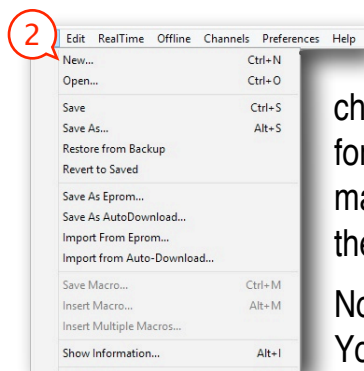 2
Edit RealTime Offline Channels Preferences Help
New... Ctrl+N
Open... Ctrl+O
Save Ctrl+S
Save As... Alt+S
Restore from Backup
Revert to Saved
Save As Eprom...
Save As AutoDownload...
Import From Eprom...
Import from Auto-Download...
Save Macro... Ctrl+M
Insert Macro... Alt+M
Insert Multiple Macros...
Show Information... Alt+I
ch
for
ma
the
No
Yo